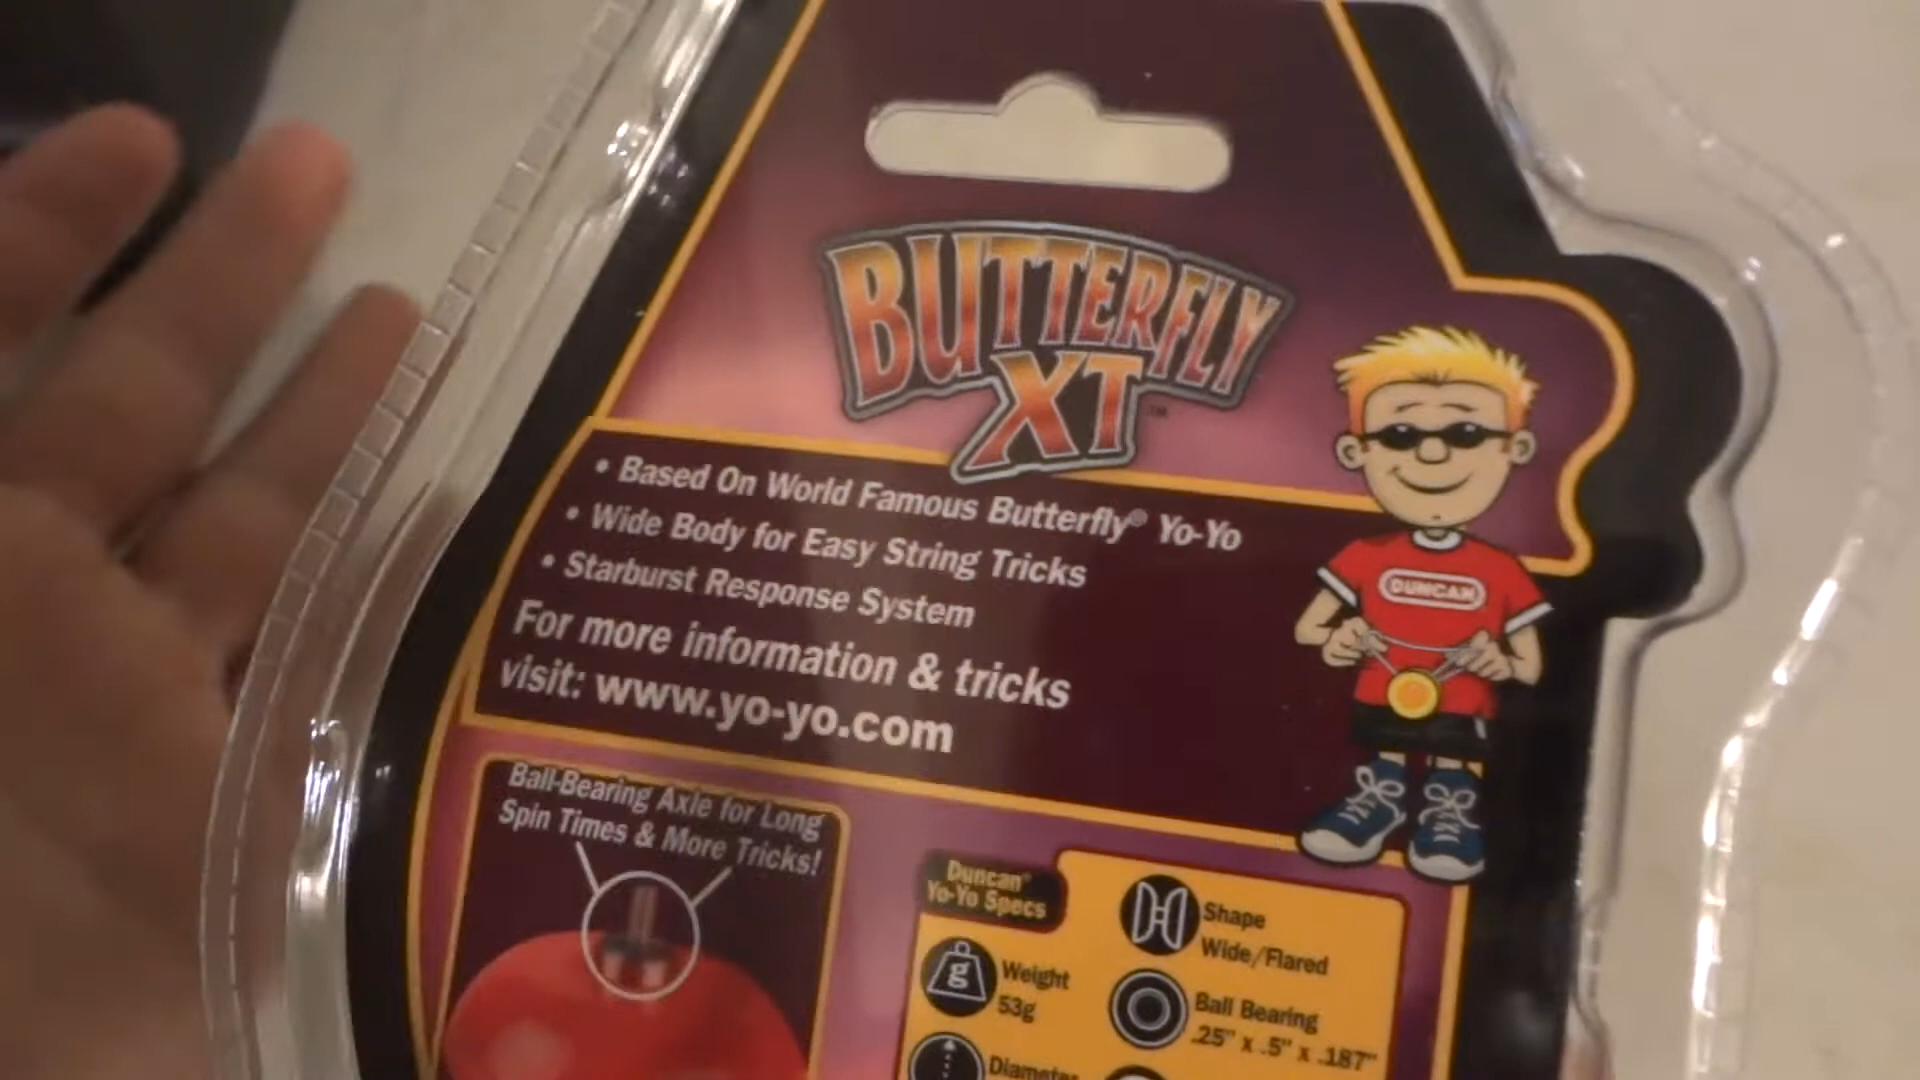 BUTTERFLY
XT™
• Based On World Famous Butterfly® Yo-Yo
• Wide Body for Easy String Tricks
• Starburst Response System
For more information & tricks
visit: www.yo-yo.com
DUNCAN
Ball-Bearing Axle for Long
Spin Times & More Tricks!
Duncan®
Yo-Yo Specs
g
Weight
53g
Diameter
Shape
Wide/Flared
Ball Bearing
.25" x .5" x .187"